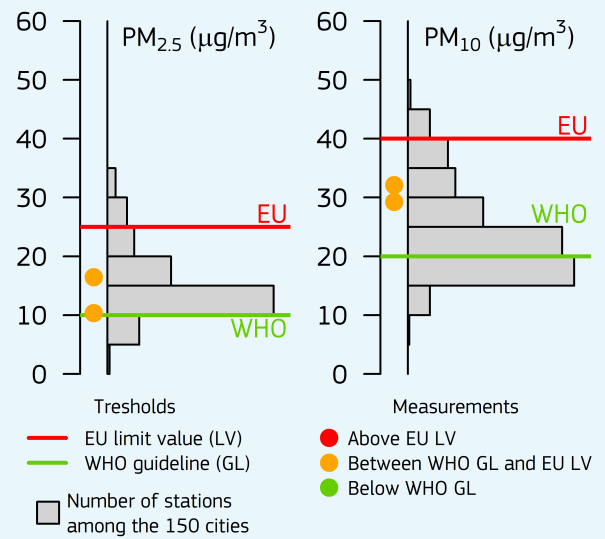 PM2.5 (µg/m³)
60
50
40
30
20
10
0
EU
WHO
PM10 (µg/m³)
60
50
40
30
20
10
0
EU
WHO
Tresholds
EU limit value (LV)
WHO guideline (GL)
Number of stations
among the 150 cities
Measurements
Above EU LV
Between WHO GL and EU LV
Below WHO GL